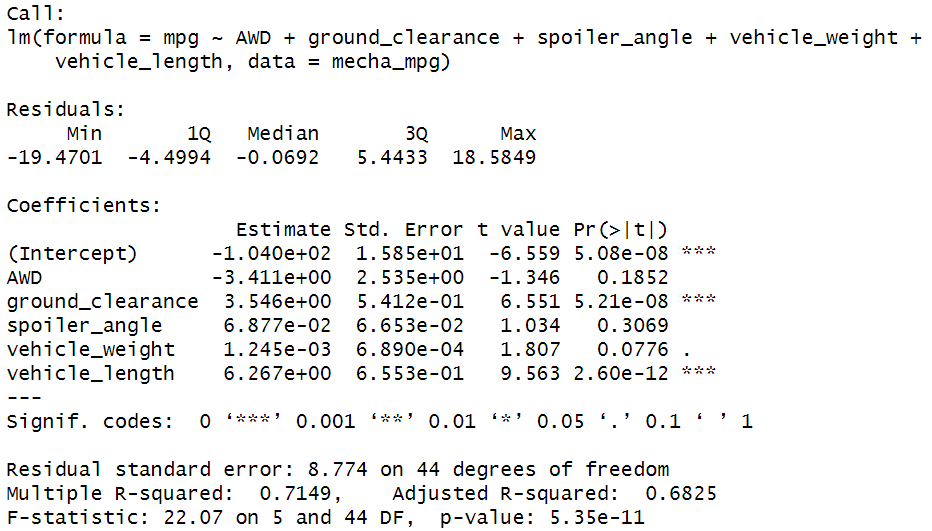 Call:
lm(formula = mpg ~ AWD + ground_clearance + spoiler_angle + vehicle_weight +
    vehicle_length, data = mecha_mpg)

Residuals:
     Min       1Q   Median       3Q      Max
-19.4701  -4.4994  -0.0692   5.4433  18.5849

Coefficients:
                   Estimate Std. Error t value Pr(>|t|)
(Intercept)      -1.040e+02  1.585e+01  -6.559 5.08e-08 ***
AWD              -3.411e+00  2.535e+00  -1.346   0.1852
ground_clearance  3.546e+00  5.412e-01   6.551 5.21e-08 ***
spoiler_angle     6.877e-02  6.653e-02   1.034   0.3069
vehicle_weight    1.245e-03  6.890e-04   1.807   0.0776 .
vehicle_length    6.267e+00  6.553e-01   9.563 2.60e-12 ***
---
Signif. codes:  0 ‘***’ 0.001 ‘**’ 0.01 ‘*’ 0.05 ‘.’ 0.1 ‘ ’ 1

Residual standard error: 8.774 on 44 degrees of freedom
Multiple R-squared:  0.7149,    Adjusted R-squared:  0.6825
F-statistic: 22.07 on 5 and 44 DF,  p-value: 5.35e-11